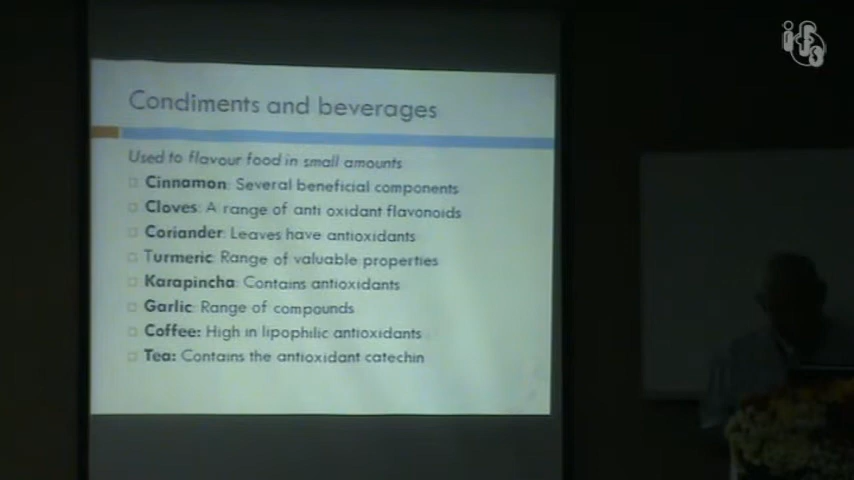 Condiments and beverages
Used to flavour food in small amounts
Cinnamon: Several beneficial components
Cloves: A range of anti oxidant flavonoids
Coriander: Leaves have antioxidants
Turmeric: Range of valuable properties
Karapincha: Contains antioxidants
Garlic: Range of compounds
Coffee: High in lipophilic antioxidants
Tea: Contains the antioxidant catechin